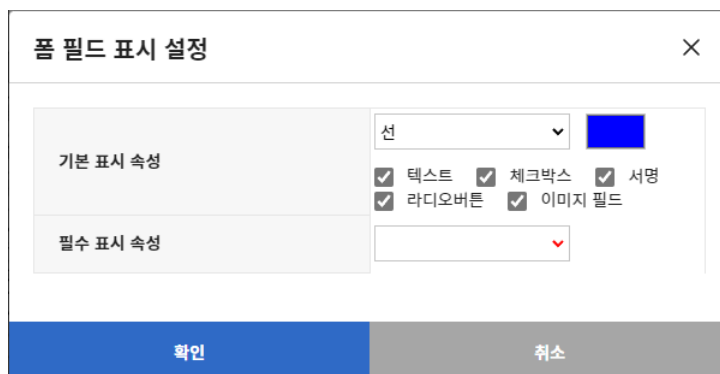 폼 필드 표시 설정
기본 표시 속성
선
텍스트 체크박스 서명
라디오버튼 이미지 필드
필수 표시 속성
확인
취소